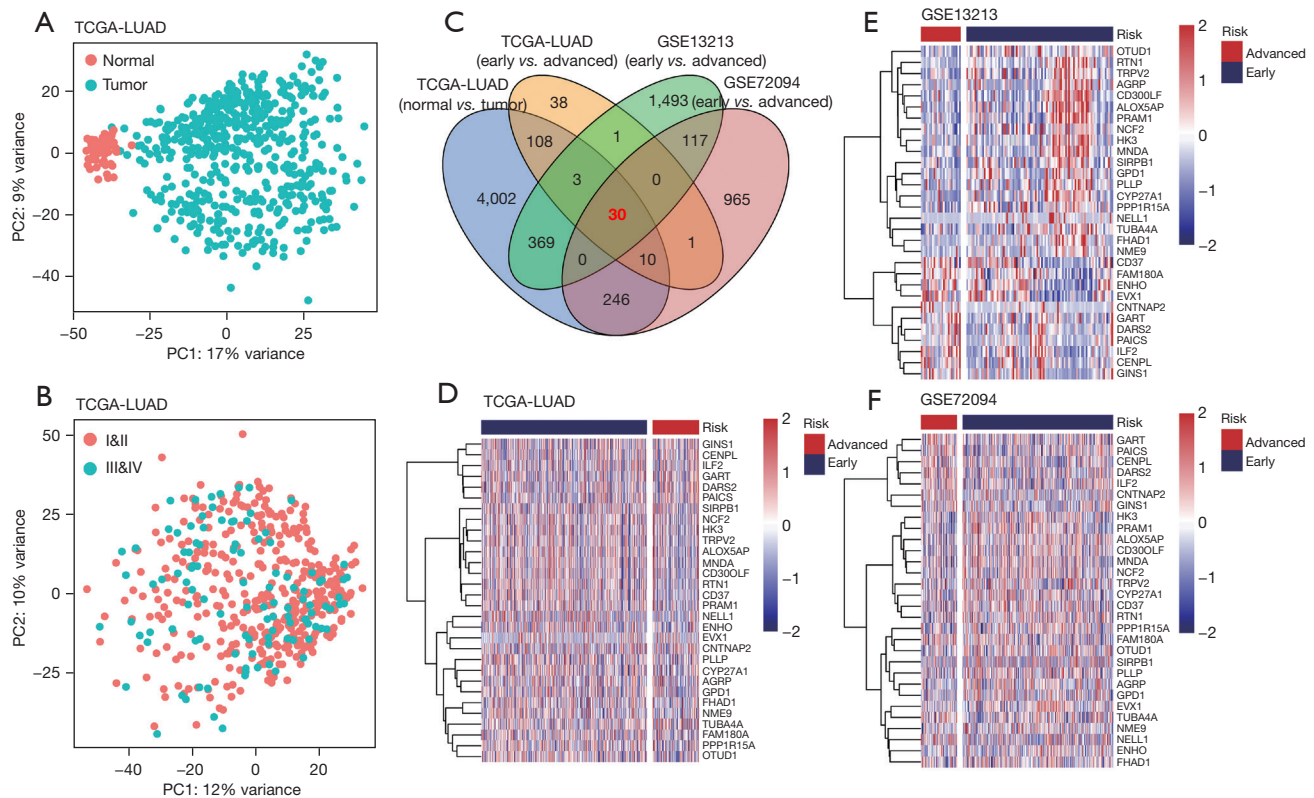 A
TCGA-LUAD
Normal
Tumor
PC2: 9% variance
20
0
−20
−40
−50
−25
0
25
PC1: 17% variance
B
TCGA-LUAD
I&II
III&IV
PC2: 10% variance
50
25
0
−25
−40
−20
0
20
PC1: 12% variance
C
TCGA-LUAD
(early vs. advanced)
GSE13213
(early vs. advanced)
TCGA-LUAD
(normal vs. tumor)
GSE72094
(early vs. advanced)
38
1,493
108
1
117
4,002
3
0
965
30
369
0
10
1
246
D
TCGA-LUAD
Risk
GINS1
CENPL
ILF2
GART
DARS2
PAICS
SIRPB1
NCF2
HK3
TRPV2
ALOX5AP
MNDA
CD30OLF
RTN1
CD37
PRAM1
NELL1
ENHO
EVX1
CNTNAP2
PLLP
CYP27A1
AGRP
GPD1
FHAD1
NME9
TUBA4A
FAM180A
PPP1R15A
OTUD1
2
1
0
−1
−2
Risk
Advanced
Early
E
GSE13213
Risk
OTUD1
RTN1
TRPV2
AGRP
CD300LF
ALOX5AP
PRAM1
NCF2
HK3
MNDA
SIRPB1
GPD1
PLLP
CYP27A1
PPP1R15A
NELL1
TUBA4A
FHAD1
NME9
CD37
FAM180A
ENHO
EVX1
CNTNAP2
GART
DARS2
PAICS
ILF2
CENPL
GINS1
2
1
0
−1
−2
Risk
Advanced
Early
F
GSE72094
Risk
GART
PAICS
CENPL
DARS2
ILF2
CNTNAP2
GINS1
HK3
PRAM1
ALOX5AP
CD30OLF
MNDA
NCF2
TRPV2
CYP27A1
CD37
RTN1
PPP1R15A
FAM180A
OTUD1
SIRPB1
PLLP
AGRP
GPD1
EVX1
TUBA4A
NME9
NELL1
ENHO
FHAD1
2
1
0
−1
−2
Risk
Advanced
Early